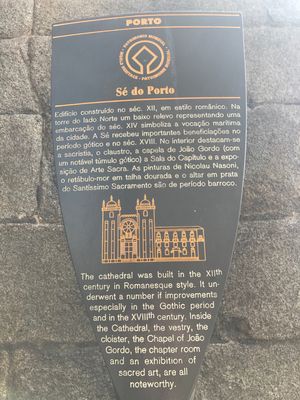 PORTO
Sé do Porto
Edifício construído no séc. XII, em estilo românico. Na
torre do lado Norte um baixo relevo representando uma
embarcação do séc. XIV simboliza a vocação marítima
da cidade. A Sé recebeu importantes beneficiações no
período gótico e no séc. XVIII. No interior destacam-se
a sacristia, o claustro, a capela de João Gordo (com
um notável túmulo gótico) a Sala do Capítulo e a expo-
sição de Arte Sacra. As pinturas de Nicolau Nasoni,
o retábulo-mor em talha dourada e o altar em prata
do Santíssimo Sacramento são de período barroco.
The cathedral was built in the XIIth
century in Romanesque style. It un-
derwent a number if improvements
especially in the Gothic period
and in the XVIIIth century. Inside
the Cathedral, the vestry, the
cloister, the Chapel of João
Gordo, the chapter room
and an exhibition of
sacred art, are all
noteworthy.